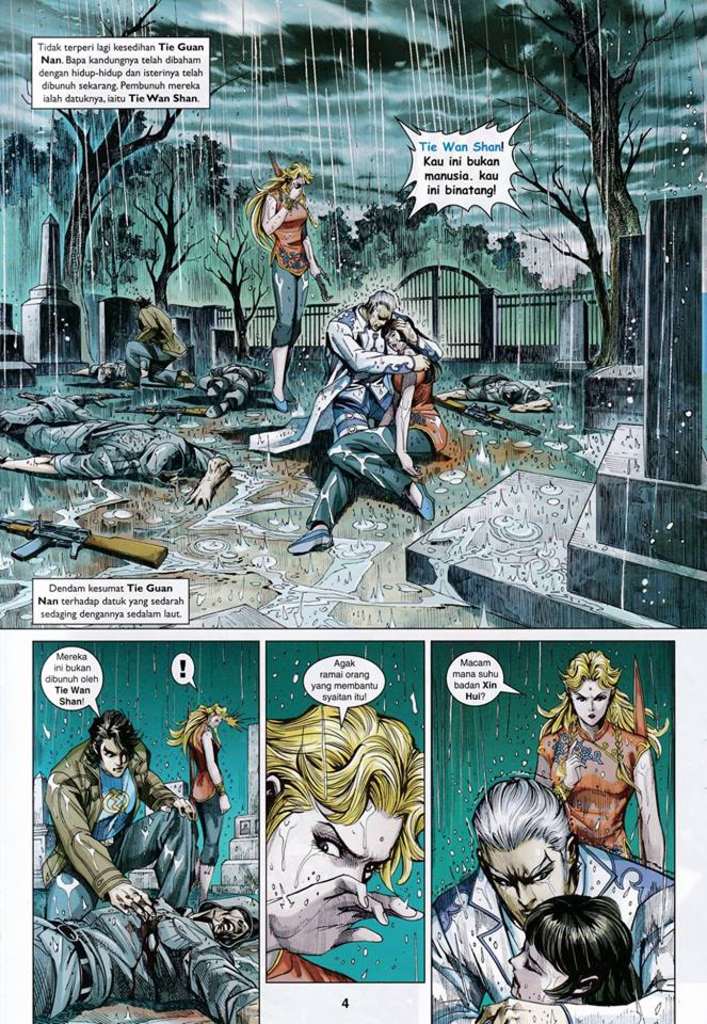 Tidak terperi lagi kesedihan Tie Guan
Nan. Bapa kandungnya telah dibaham
dengan hidup-hidup dan isterinya telah
dibunuh sekarang. Pembunuh mereka
ialah datuknya, iaitu Tie Wan Shan.
Tie Wan Shan!
Kau ini bukan
manusia. kau
ini binatang!
Dendam kesumat Tie Guan
Nan terhadap datuk yang sedarah
sedaging dengannya sedalam laut.
Mereka
ini bukan
dibunuh oleh
Tie Wan
Shan!
!
Agak
ramai orang
yang membantu
syaitan itu!
Macam
mana suhu
badan Xin
Hui?
4